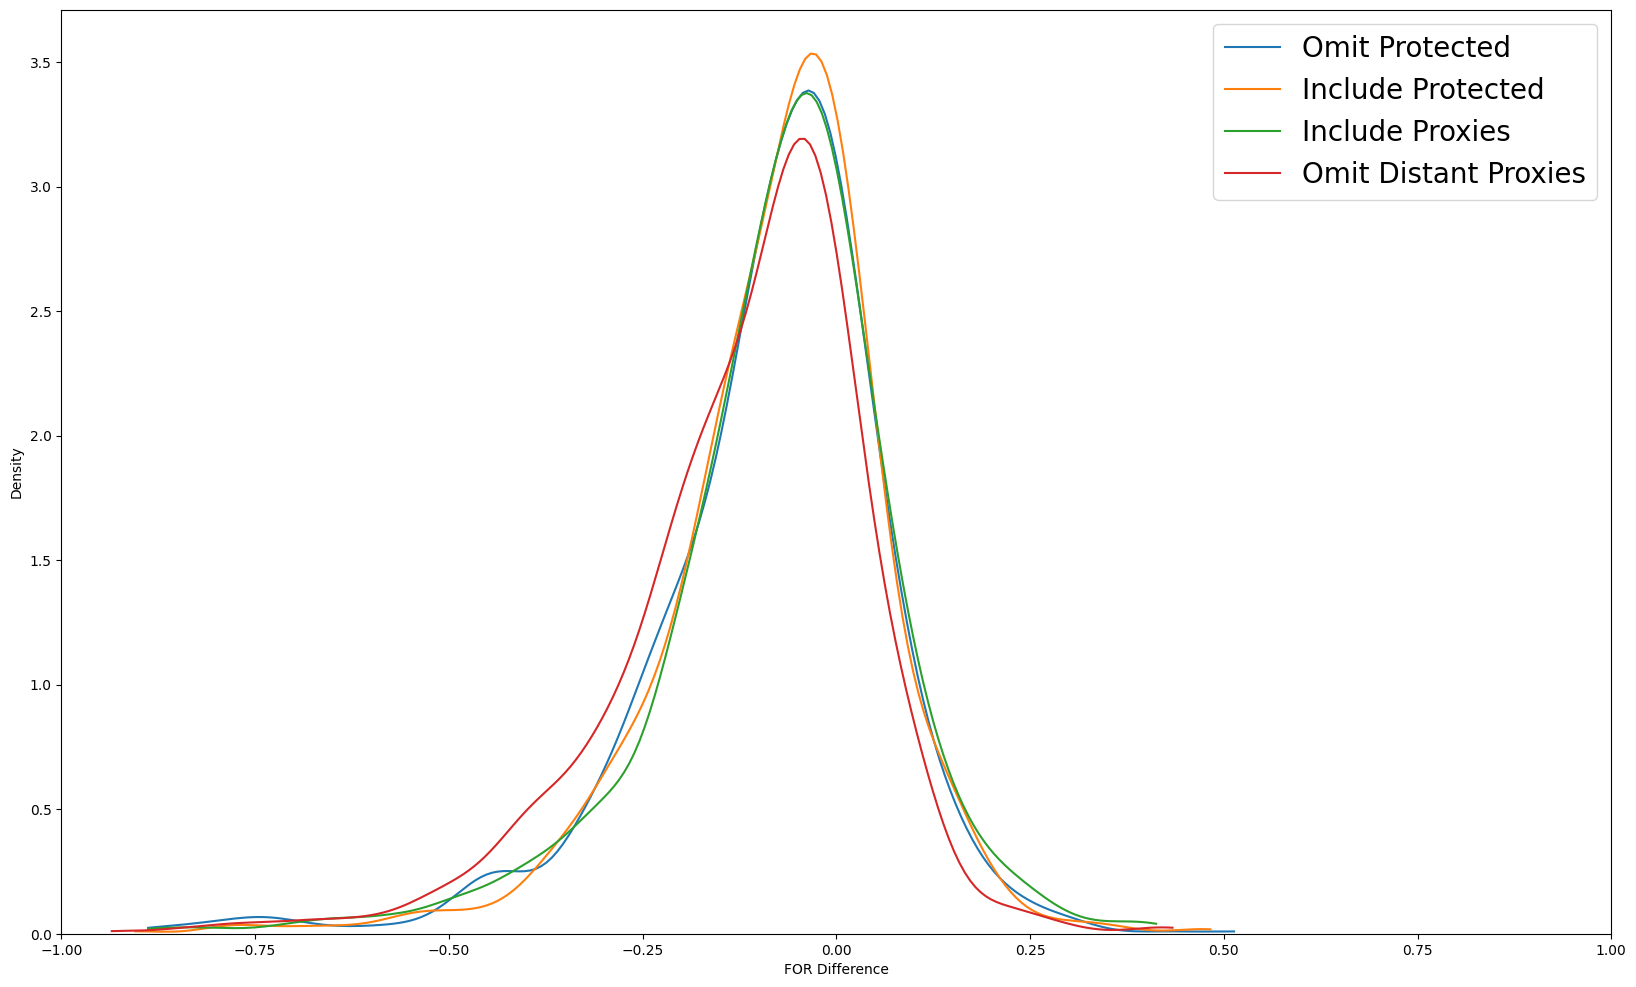 Omit Protected
Include Protected
Include Proxies
Omit Distant Proxies
Density
3.5
3.0
2.5
2.0
1.5
1.0
0.5
0.0
−1.00 −0.75 −0.50 −0.25 0.00 0.25 0.50 0.75 1.00
FOR Difference